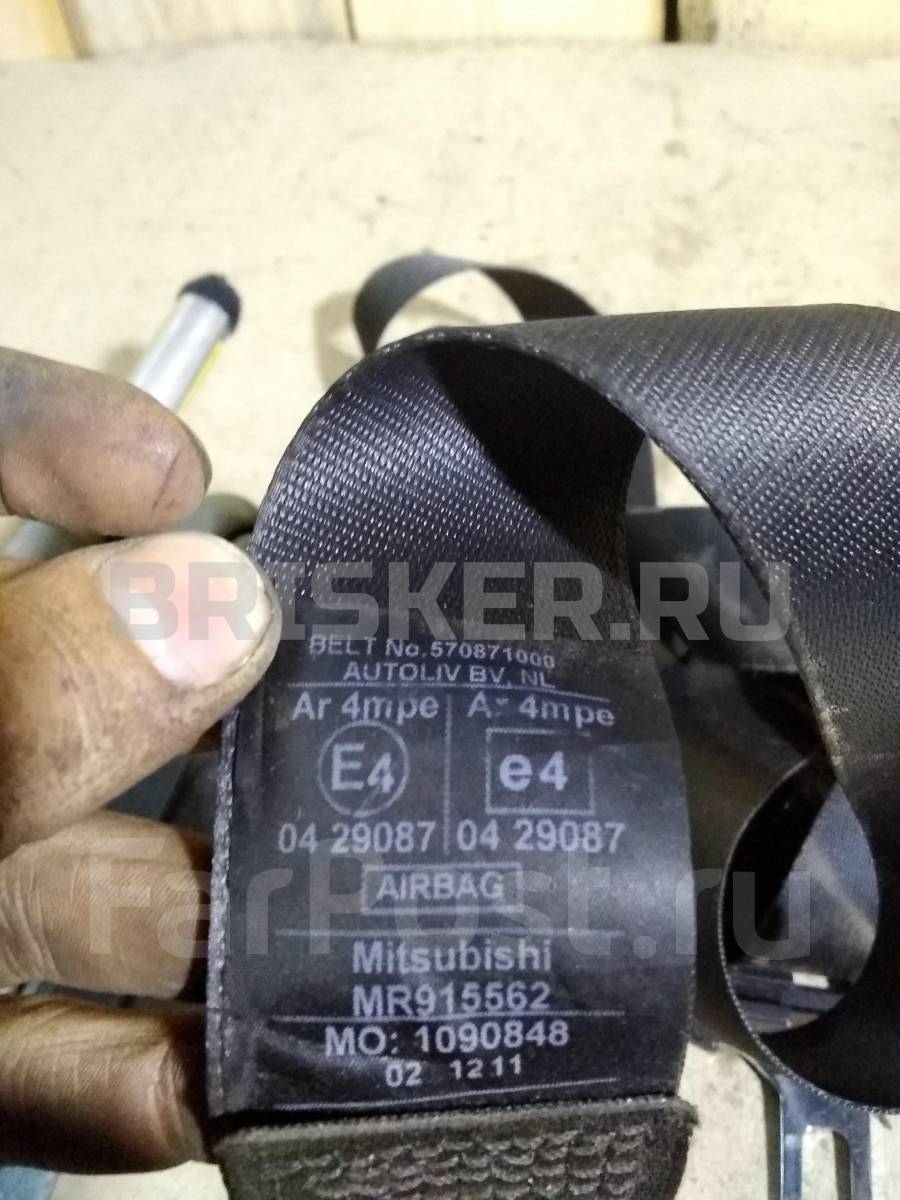 BRISKER.RU
BELT No.570871000
AUTOLIV BV, NL
Ar 4mpe Ar 4mpe
E4 e4
04 29087 04 29087
AIRBAG
FarPost.ru
Mitsubishi
MR915562
MO: 1090848
02 1211